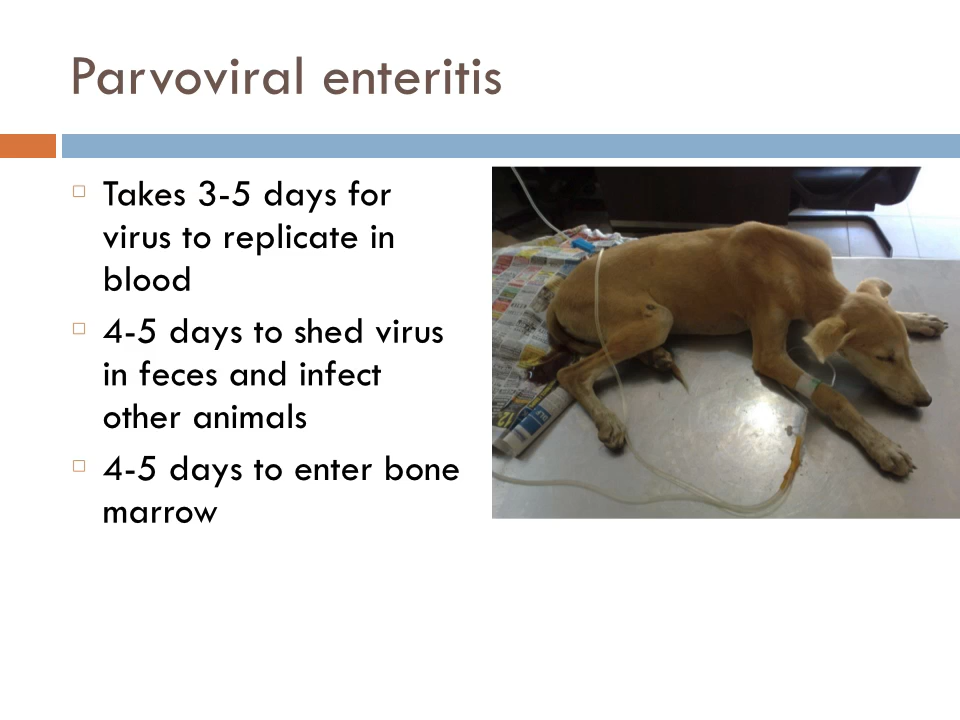 Parvoviral enteritis
Takes 3-5 days for
virus to replicate in
blood
4-5 days to shed virus
in feces and infect
other animals
4-5 days to enter bone
marrow